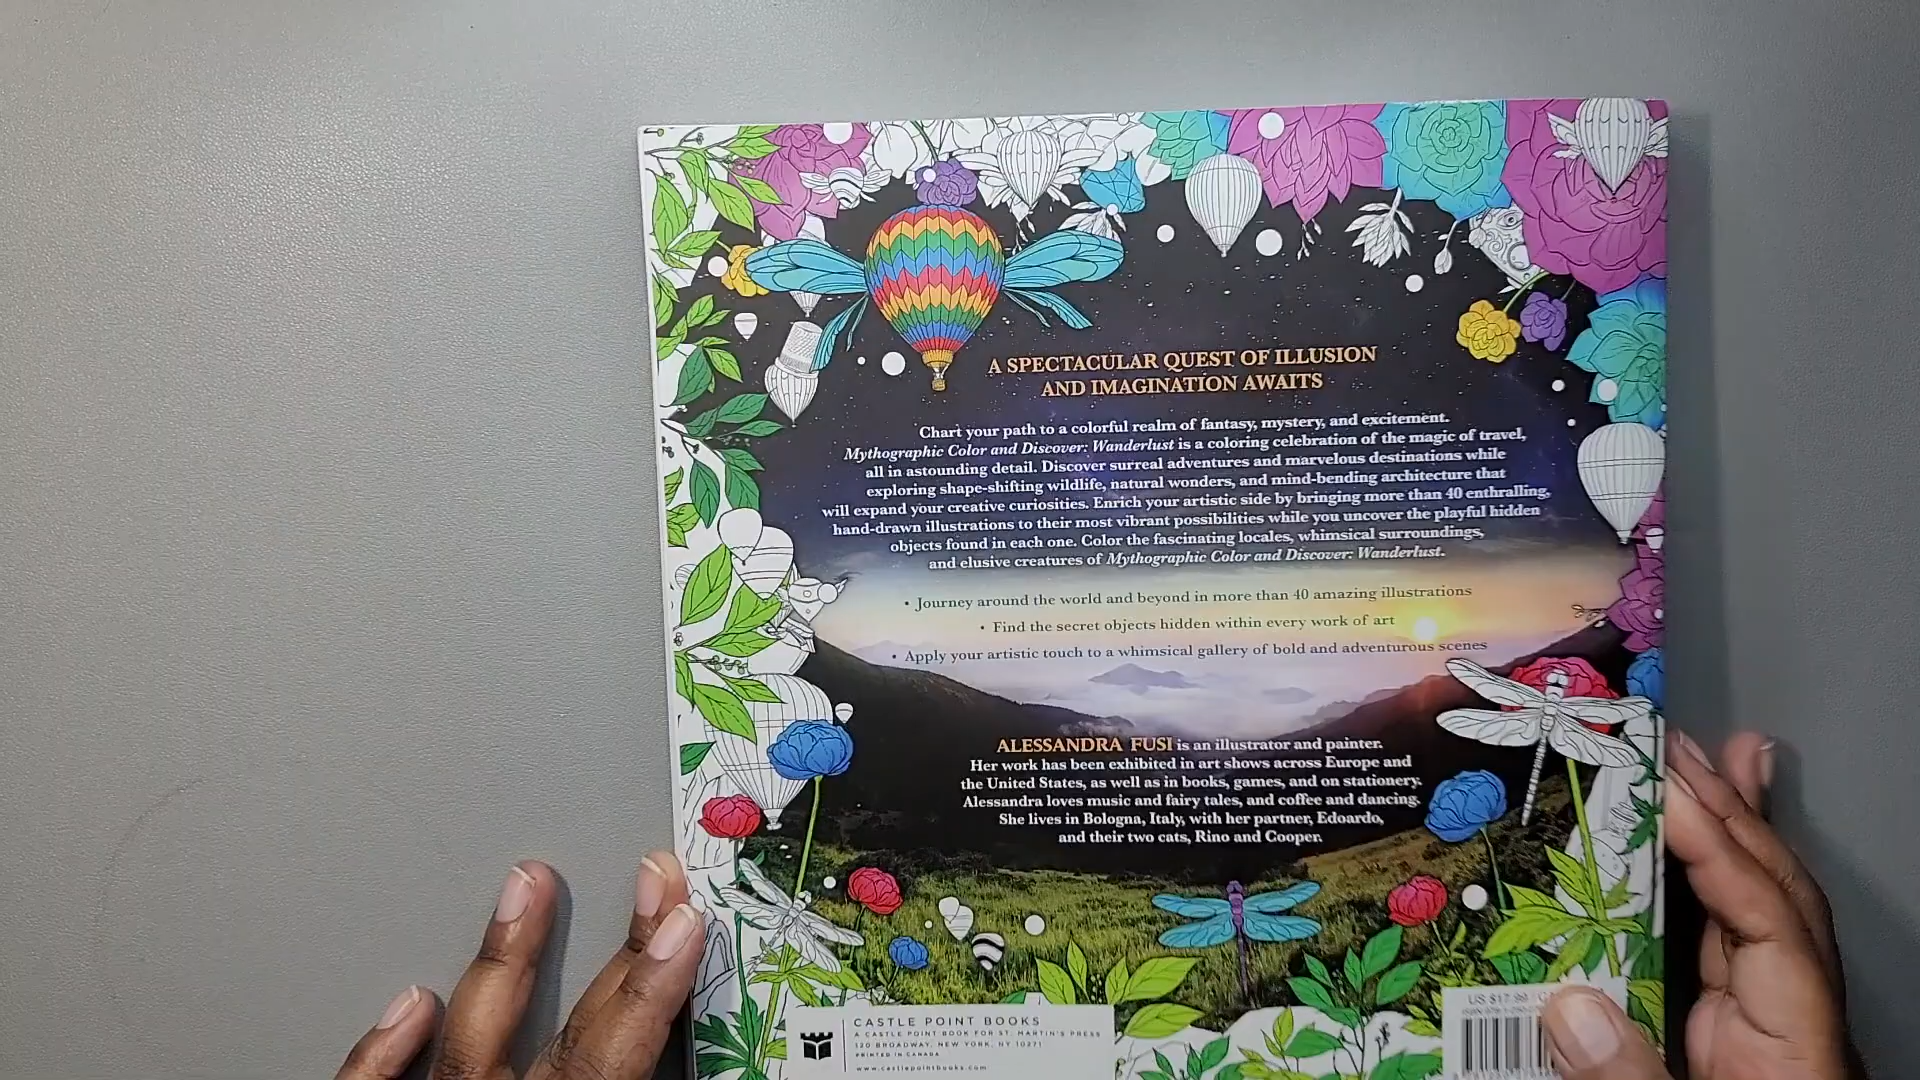 A SPECTACULAR QUEST OF ILLUSION
AND IMAGINATION AWAITS
Chart your path to a colorful realm of fantasy, mystery, and excitement.
Mythographic Color and Discover: Wanderlust is a coloring celebration of the magic of travel,
all in astounding detail. Discover surreal adventures and marvelous destinations while
exploring shape-shifting wildlife, natural wonders, and mind-bending architecture that
will expand your creative curiosities. Enrich your artistic side by bringing more than 40 enthralling,
hand-drawn illustrations to their most vibrant possibilities while you uncover the playful hidden
objects found in each one. Color the fascinating locales, whimsical surroundings,
and elusive creatures of Mythographic Color and Discover: Wanderlust.
• Journey around the world and beyond in more than 40 amazing illustrations
• Find the secret objects hidden within every work of art
• Apply your artistic touch to a whimsical gallery of bold and adventurous scenes
ALESSANDRA FUSI is an illustrator and painter.
Her work has been exhibited in art shows across Europe and
the United States, as well as in books, games, and on stationery.
Alessandra loves music and fairy tales, and coffee and dancing.
She lives in Bologna, Italy, with her partner, Edoardo,
and their two cats, Rino and Cooper.
CASTLE POINT BOOKS
A CASTLE POINT BOOK FOR ST. MARTIN'S PRESS
120 BROADWAY, NEW YORK, NY 10271
PRINTED IN CANADA
www.castlepointbooks.com
US $17.99